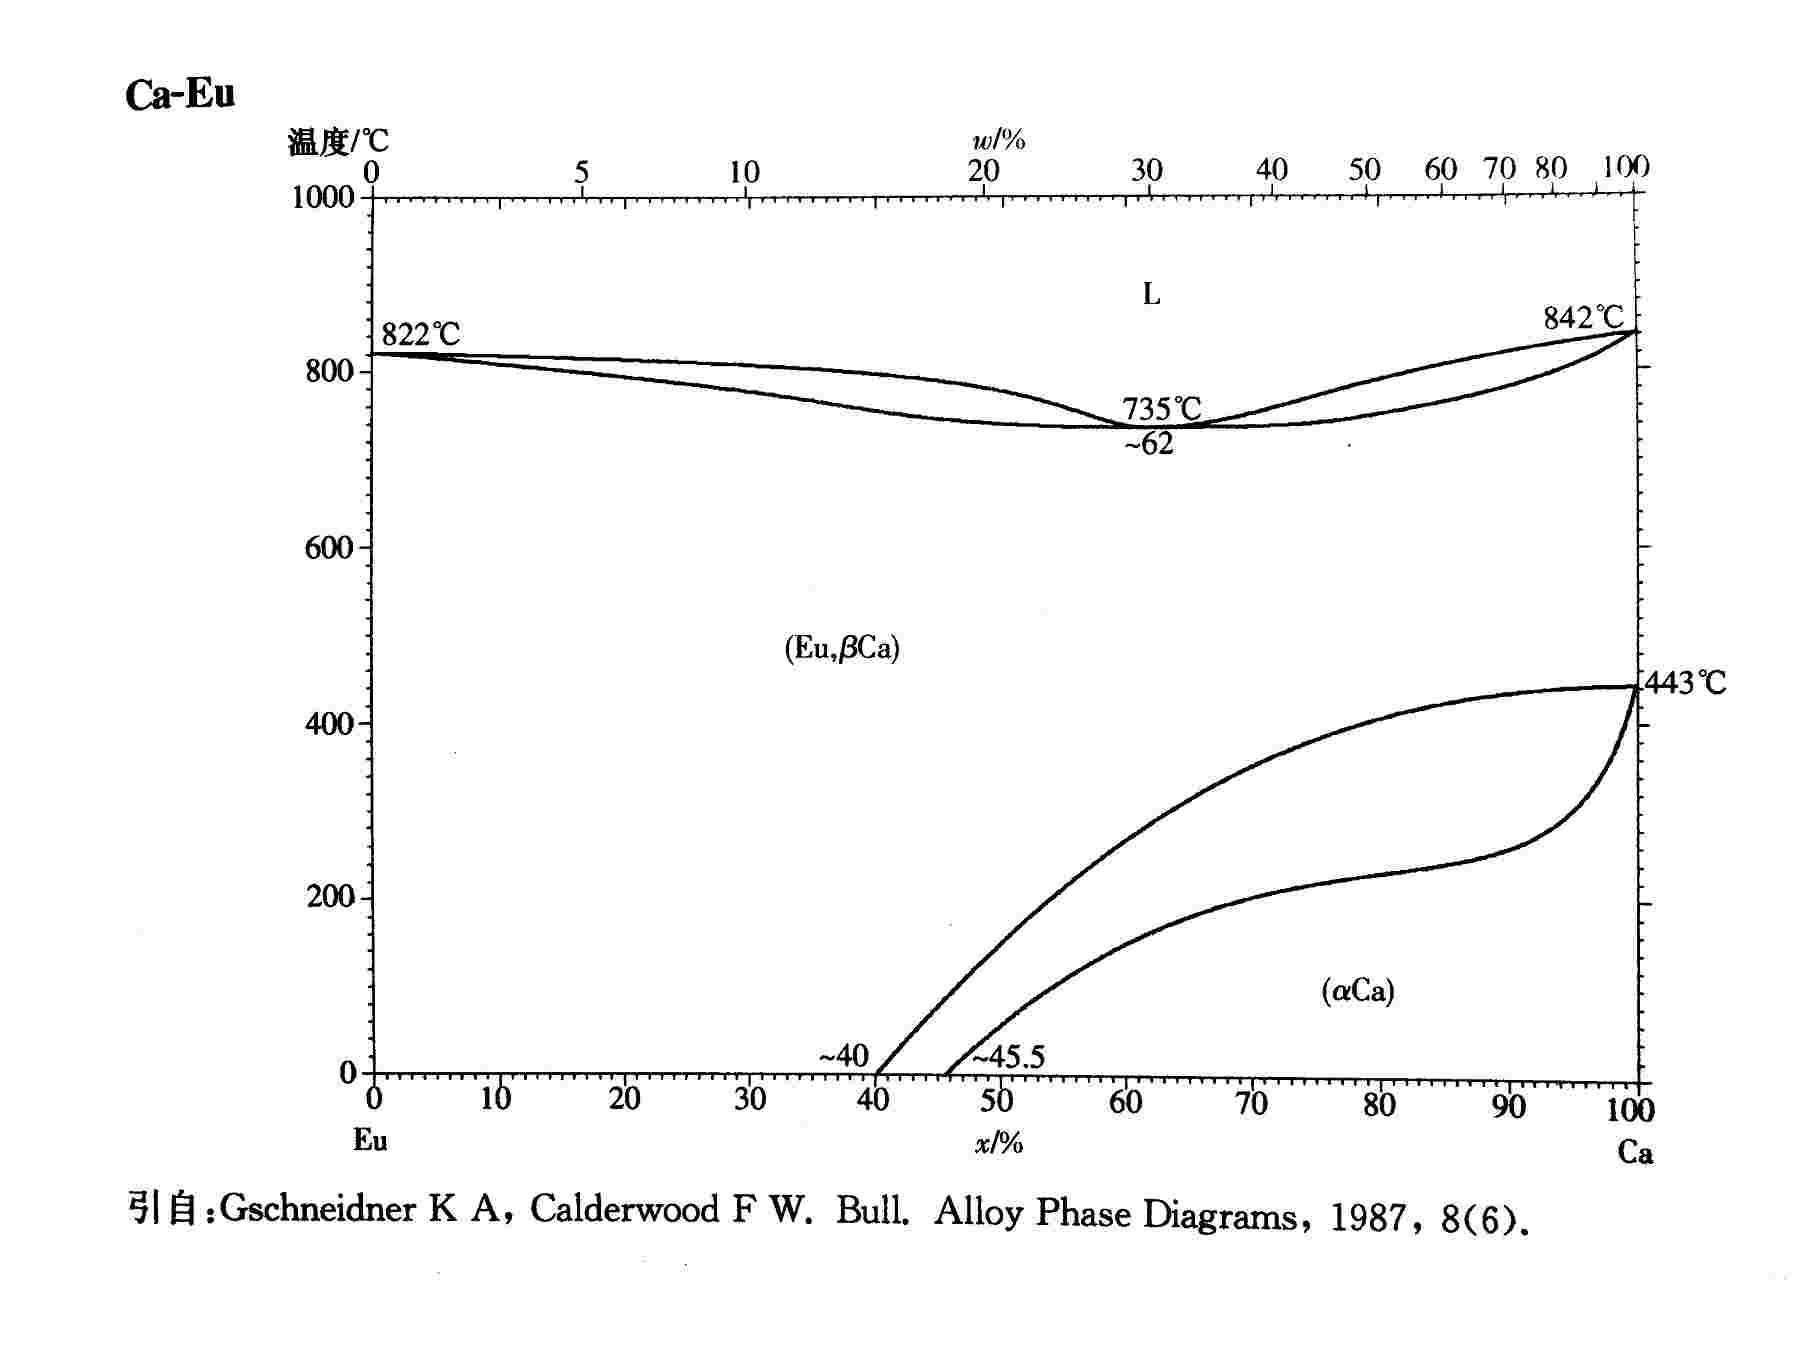 Ca-Eu
温度/℃
w/%
0 5 10 20 30 40 50 60 70 80 100
1000
L
842℃
822℃
800
735℃
~62
600
(Eu,βCa)
443℃
400
200
(αCa)
~40 ~45.5
0
0 10 20 30 40 50 60 70 80 90 100
Eu x/% Ca
引自:Gschneidner K A, Calderwood F W. Bull. Alloy Phase Diagrams, 1987, 8(6).